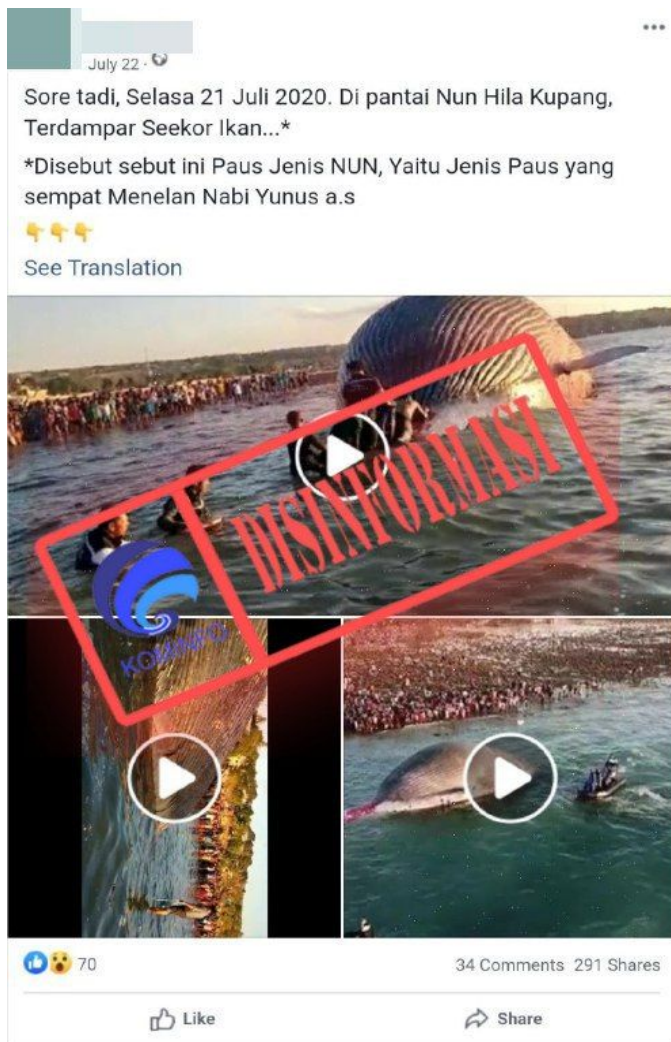 July 22 ·
Sore tadi, Selasa 21 Juli 2020. Di pantai Nun Hila Kupang,
Terdampar Seekor Ikan...*
*Disebut sebut ini Paus Jenis NUN, Yaitu Jenis Paus yang
sempat Menelan Nabi Yunus a.s
👇👇👇
See Translation
DISINFORMASI
KOMINFO
70
34 Comments 291 Shares
Like
Share